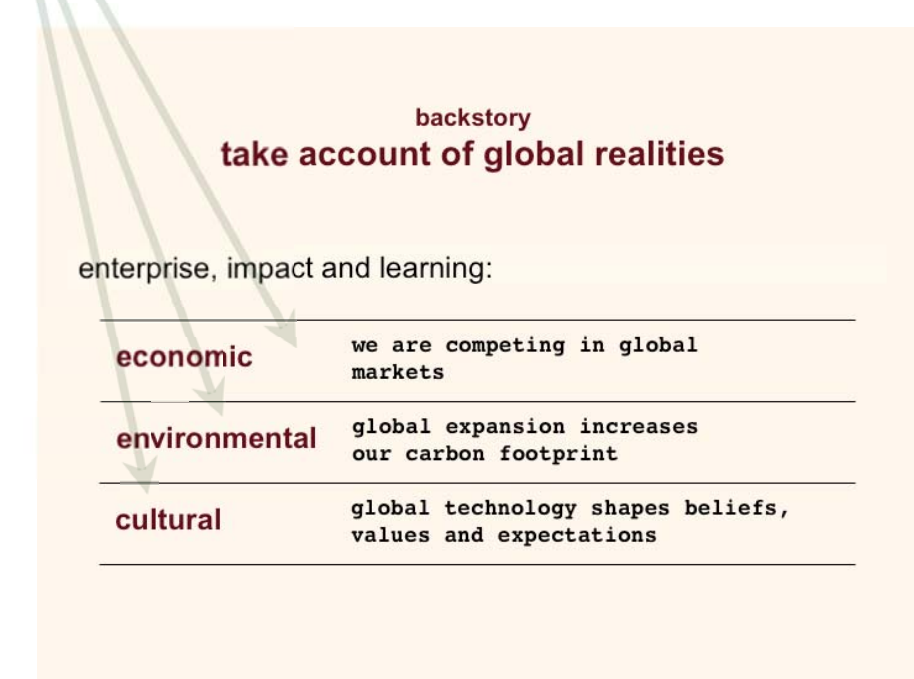 backstory
take account of global realities
enterprise, impact and learning:
economic
we are competing in global
markets
environmental
global expansion increases
our carbon footprint
cultural
global technology shapes beliefs,
values and expectations